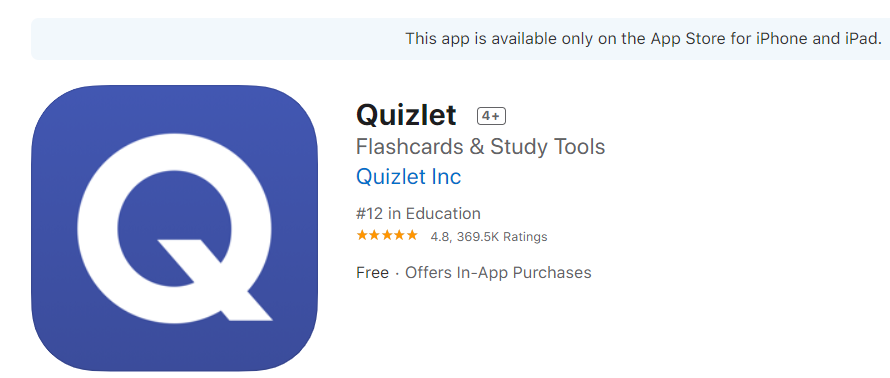 This app is available only on the App Store for iPhone and iPad.
Quizlet 4+
Flashcards & Study Tools
Quizlet Inc
#12 in Education
★★★★★ 4.8, 369.5K Ratings
Free · Offers In-App Purchases